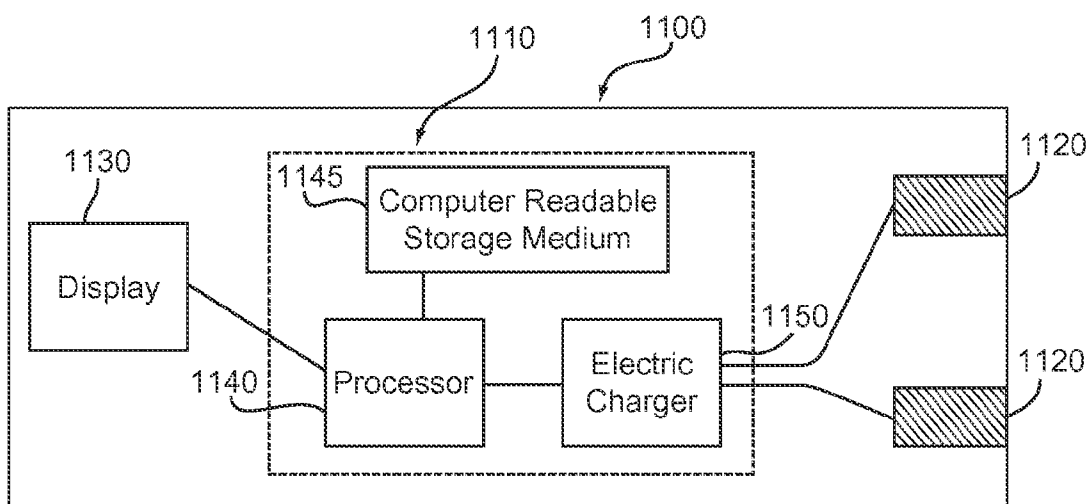 1100
1110
1130
1145
Computer Readable
Storage Medium
1120
Display
1150
1140
Processor
Electric
Charger
1120